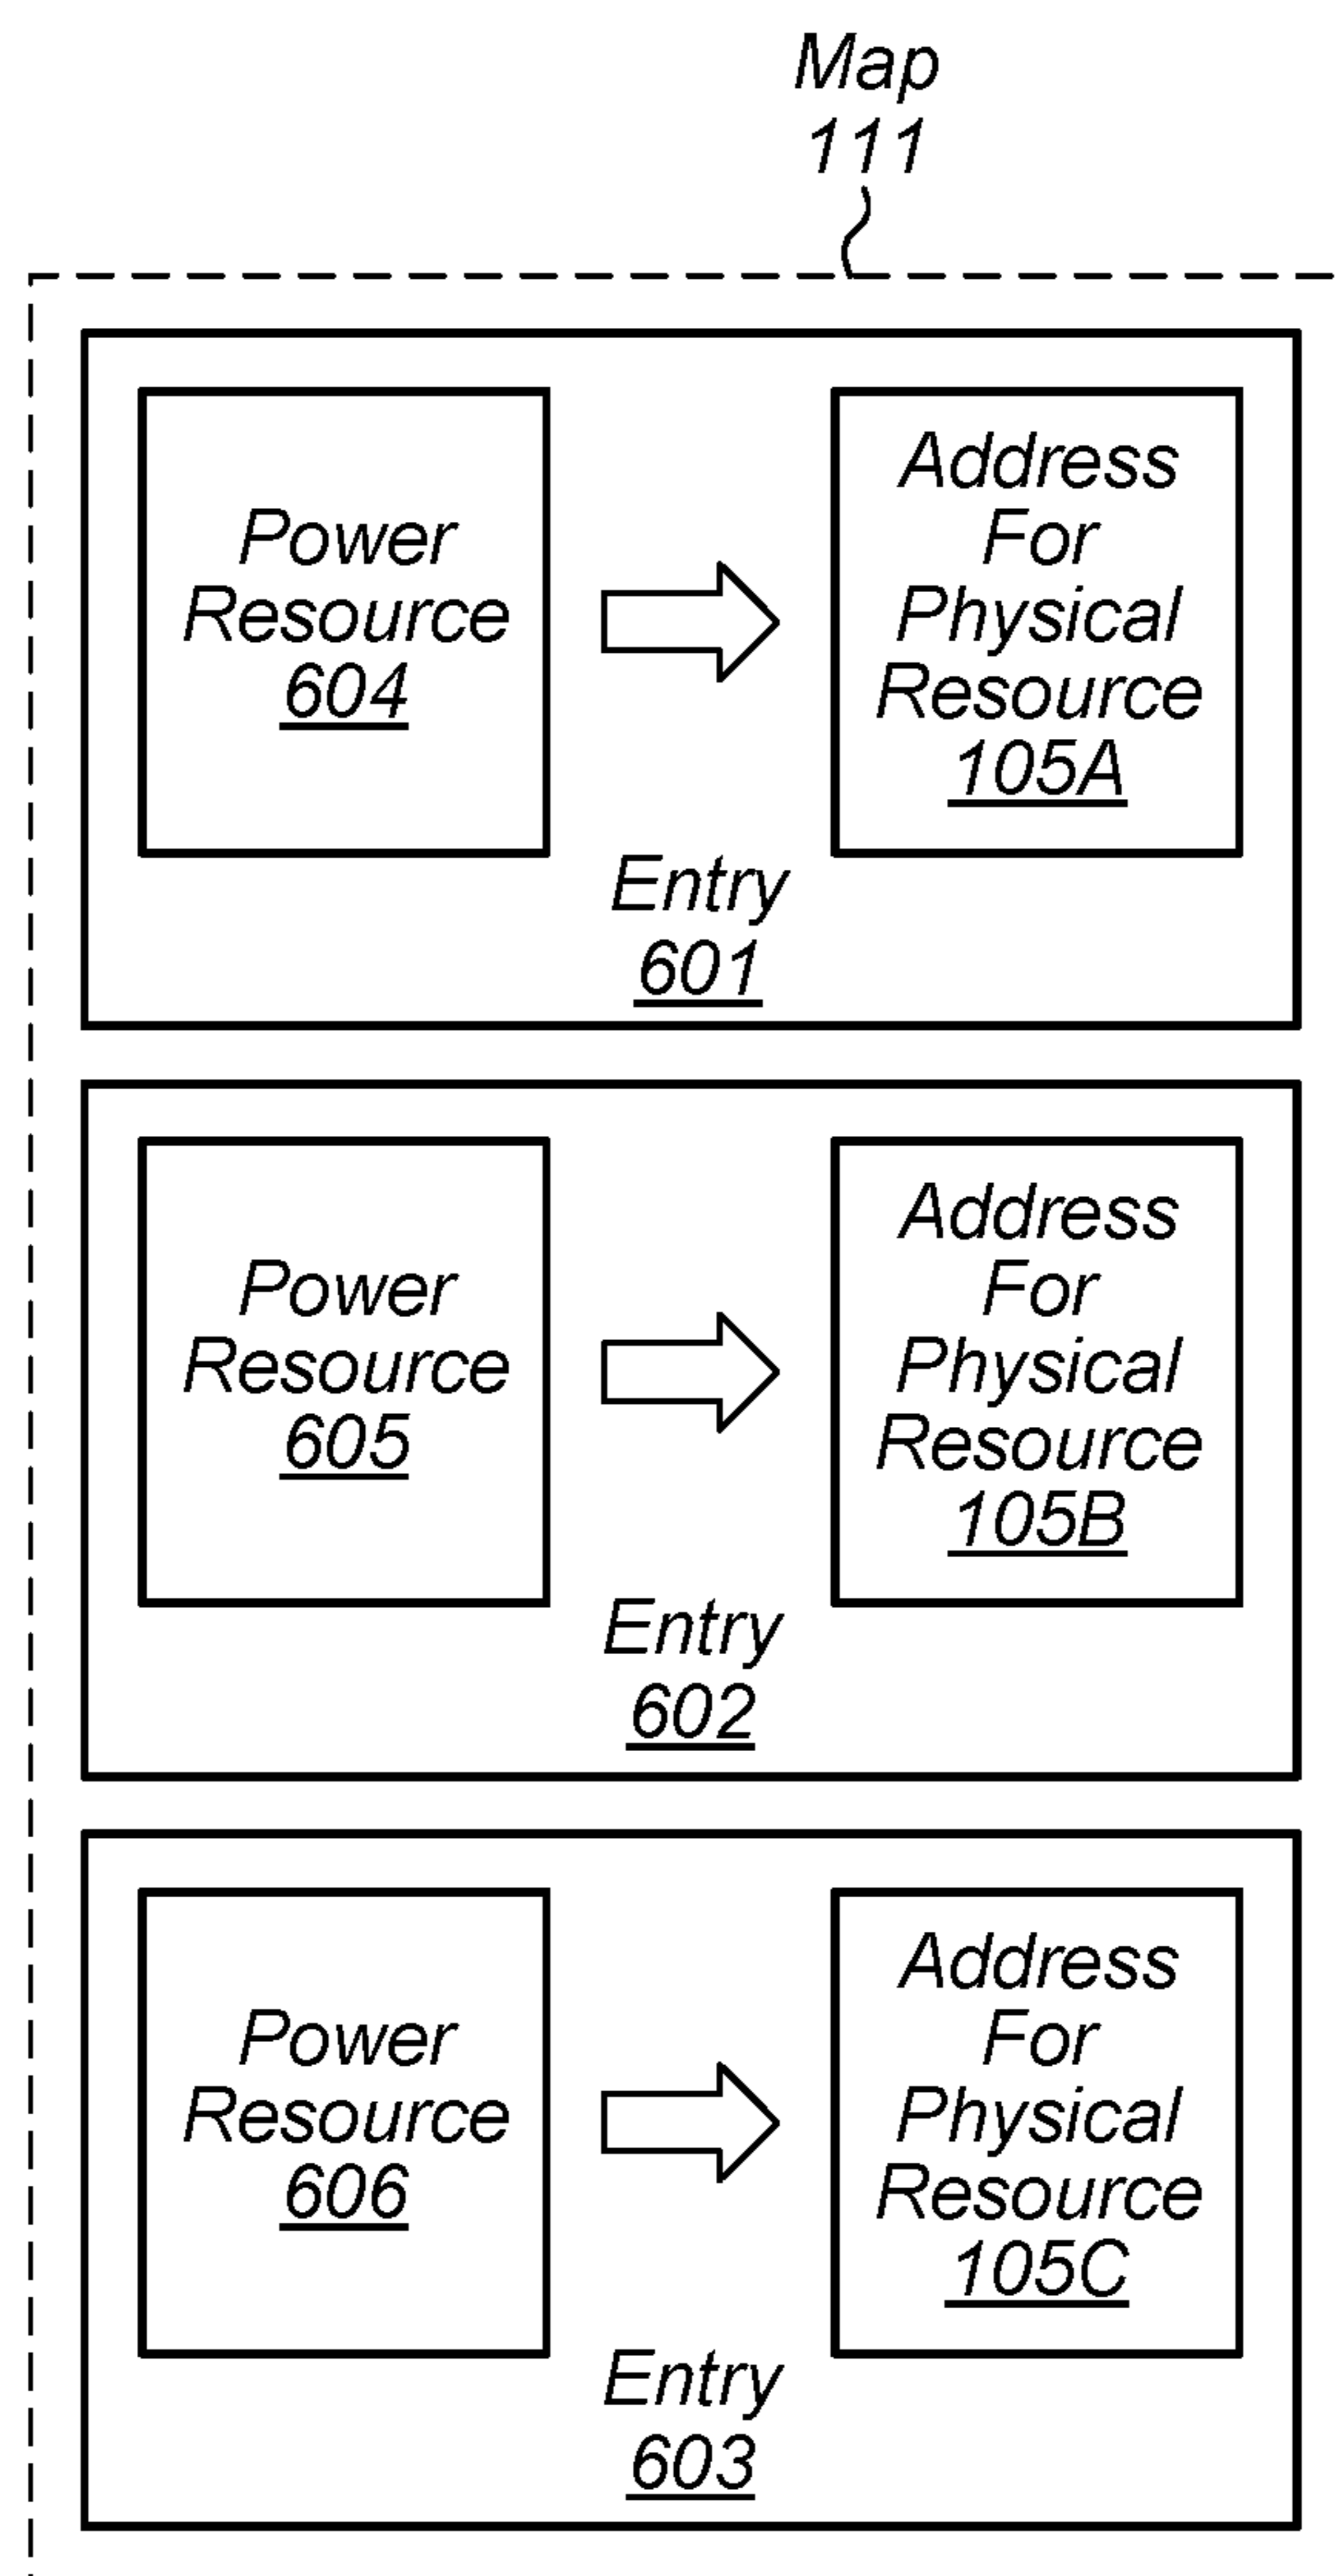 Map
111
Power
Resource
604
Address
For
Physical
Resource
105A
Entry
601
Power
Resource
605
Address
For
Physical
Resource
105B
Entry
602
Power
Resource
606
Address
For
Physical
Resource
105C
Entry
603